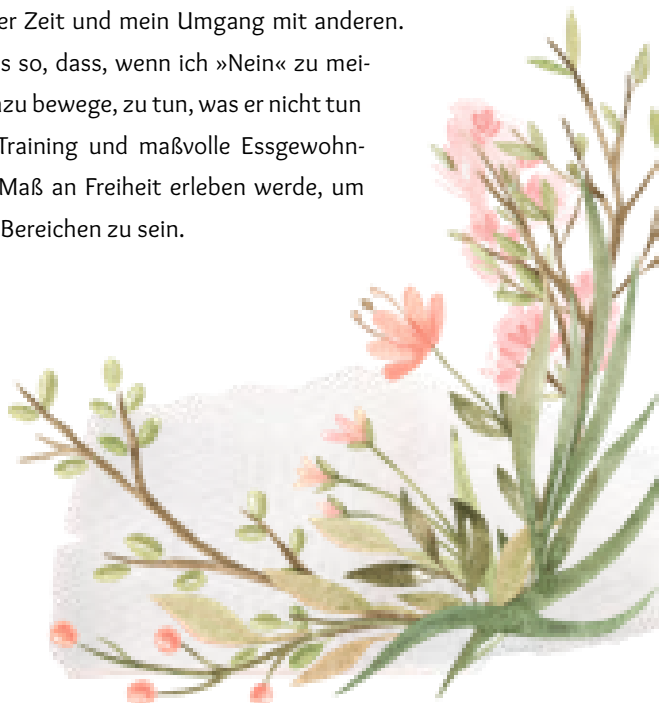 er Zeit und mein Umgang mit anderen.
s so, dass, wenn ich »Nein« zu mei-
zu bewege, zu tun, was er nicht tun
Training und maßvolle Essgewohn-
Maß an Freiheit erleben werde, um
Bereichen zu sein.